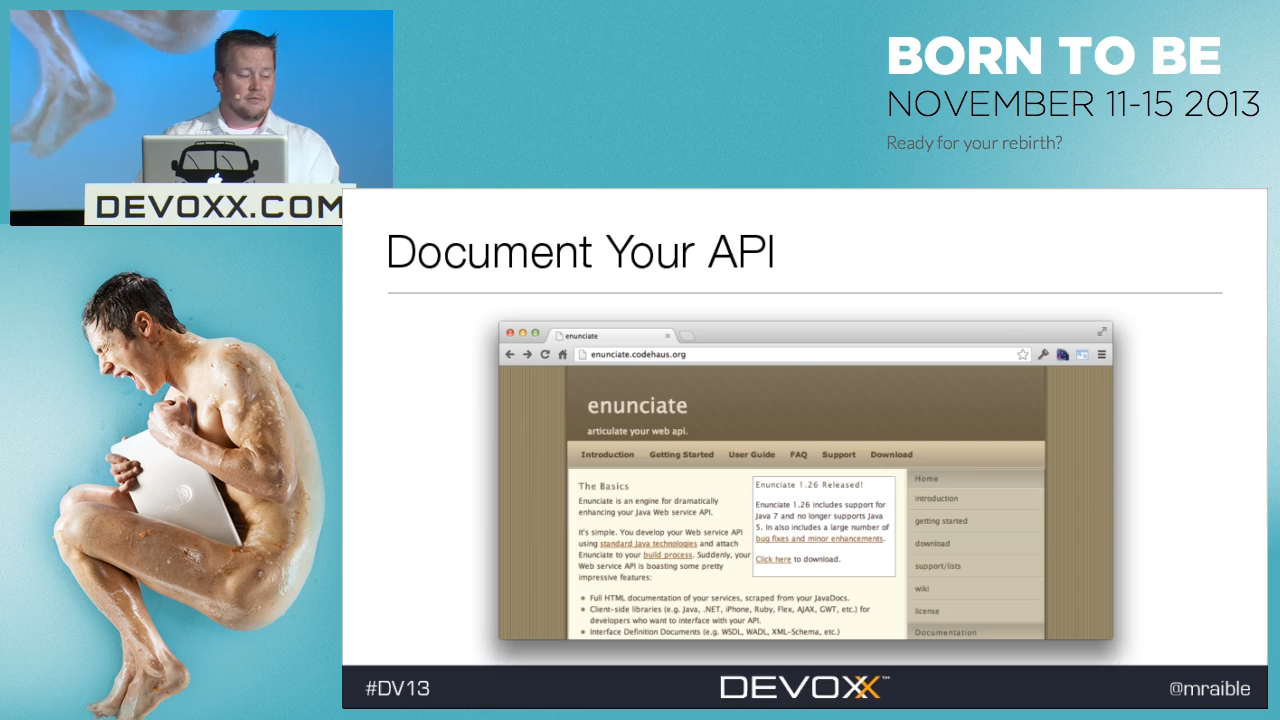 BORN TO BE
NOVEMBER 11-15 2013
Ready for your rebirth?
DEVOXX.COM
Document Your API
enunciate
enunciate.codehaus.org
enunciate
articulate your web api.
Introduction Getting Started User Guide FAQ Support Download
The Basics
Enunciate is an engine for dramatically
enhancing your Java Web service API.
It's simple. You develop your Web service API
using standard Java technologies and attach
Enunciate to your build process. Suddenly, your
Web service API is boasting some pretty
impressive features:
Full HTML documentation of your services, scraped from your JavaDocs.
Client-side libraries (e.g. Java, .NET, iPhone, Ruby, Flex, AJAX, GWT, etc.) for
developers who want to interface with your API.
Interface Definition Documents (e.g. WSDL, WADL, XML-Schema, etc.)
Enunciate 1.26 Released!
Enunciate 1.26 includes support for
Java 7 and no longer supports Java
5. In also includes a large number of
bug fixes and minor enhancements.
Click here to download.
Home
introduction
getting started
download
support/lists
wiki
license
Documentation
#DV13
DEVOXX™
@mraible